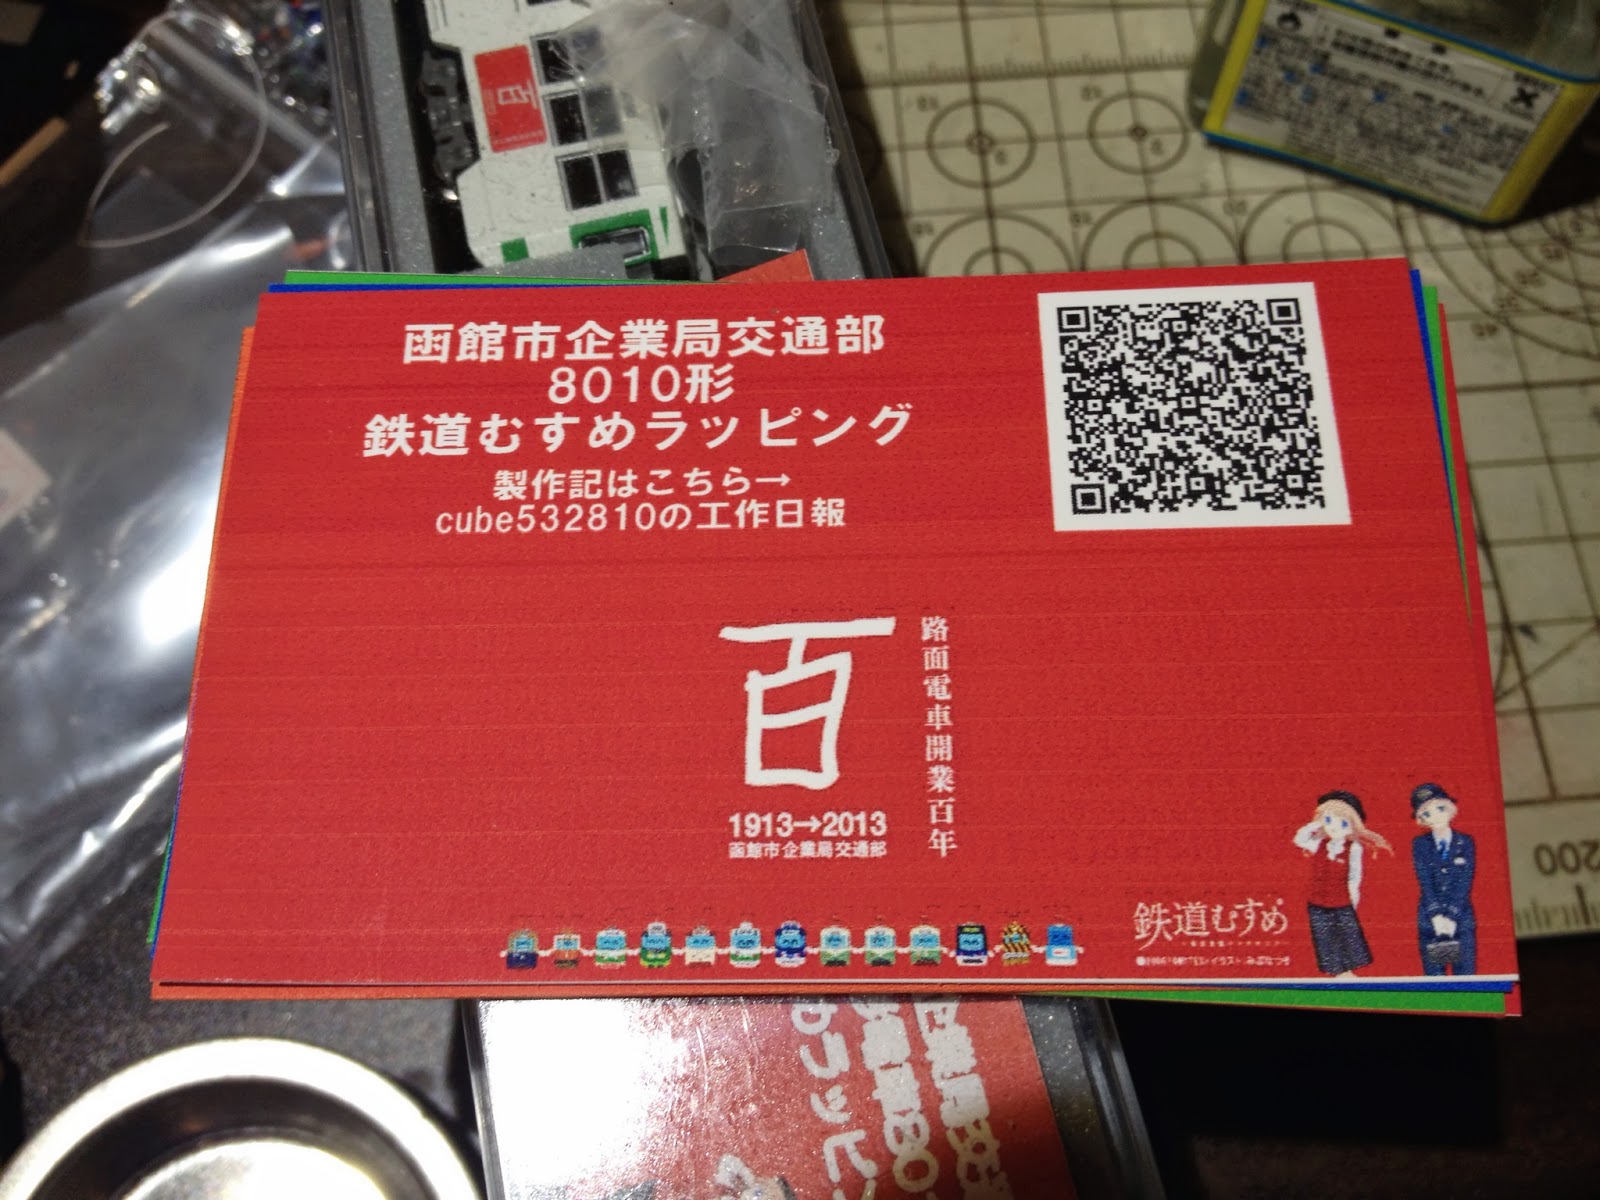 百
函館市企業局交通部
8010形
鉄道むすめラッピング
製作記はこちら→
cube532810の工作日報
百
路面電車開業百年
1913→2013
函館市企業局交通部
鉄道むすめ
200